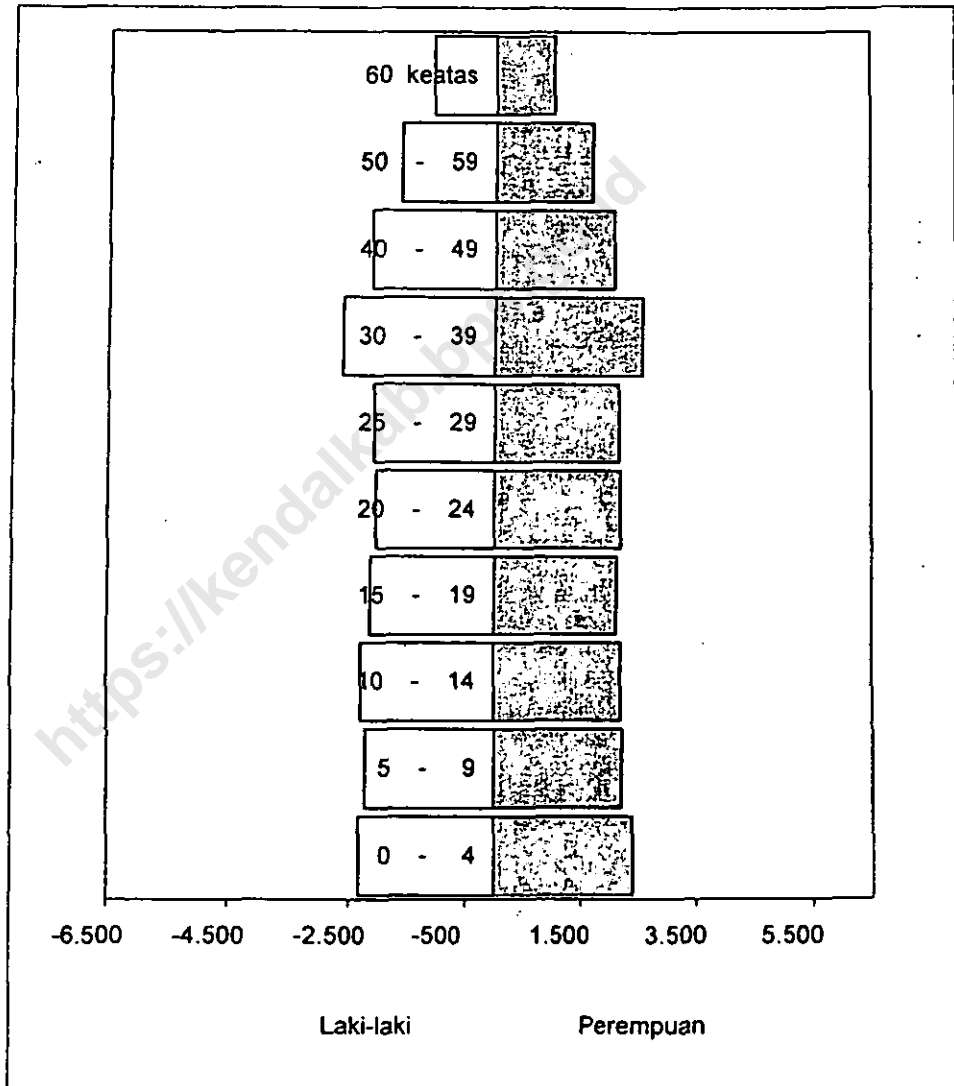 60 keatas
50 - 59
40 - 49
30 - 39
25 - 29
20 - 24
15 - 19
10 - 14
5 - 9
0 - 4
-6.500 -4.500 -2.500 -500 1.500 3.500 5.500
Laki-laki Perempuan
https://kendalkab.bps.go.id